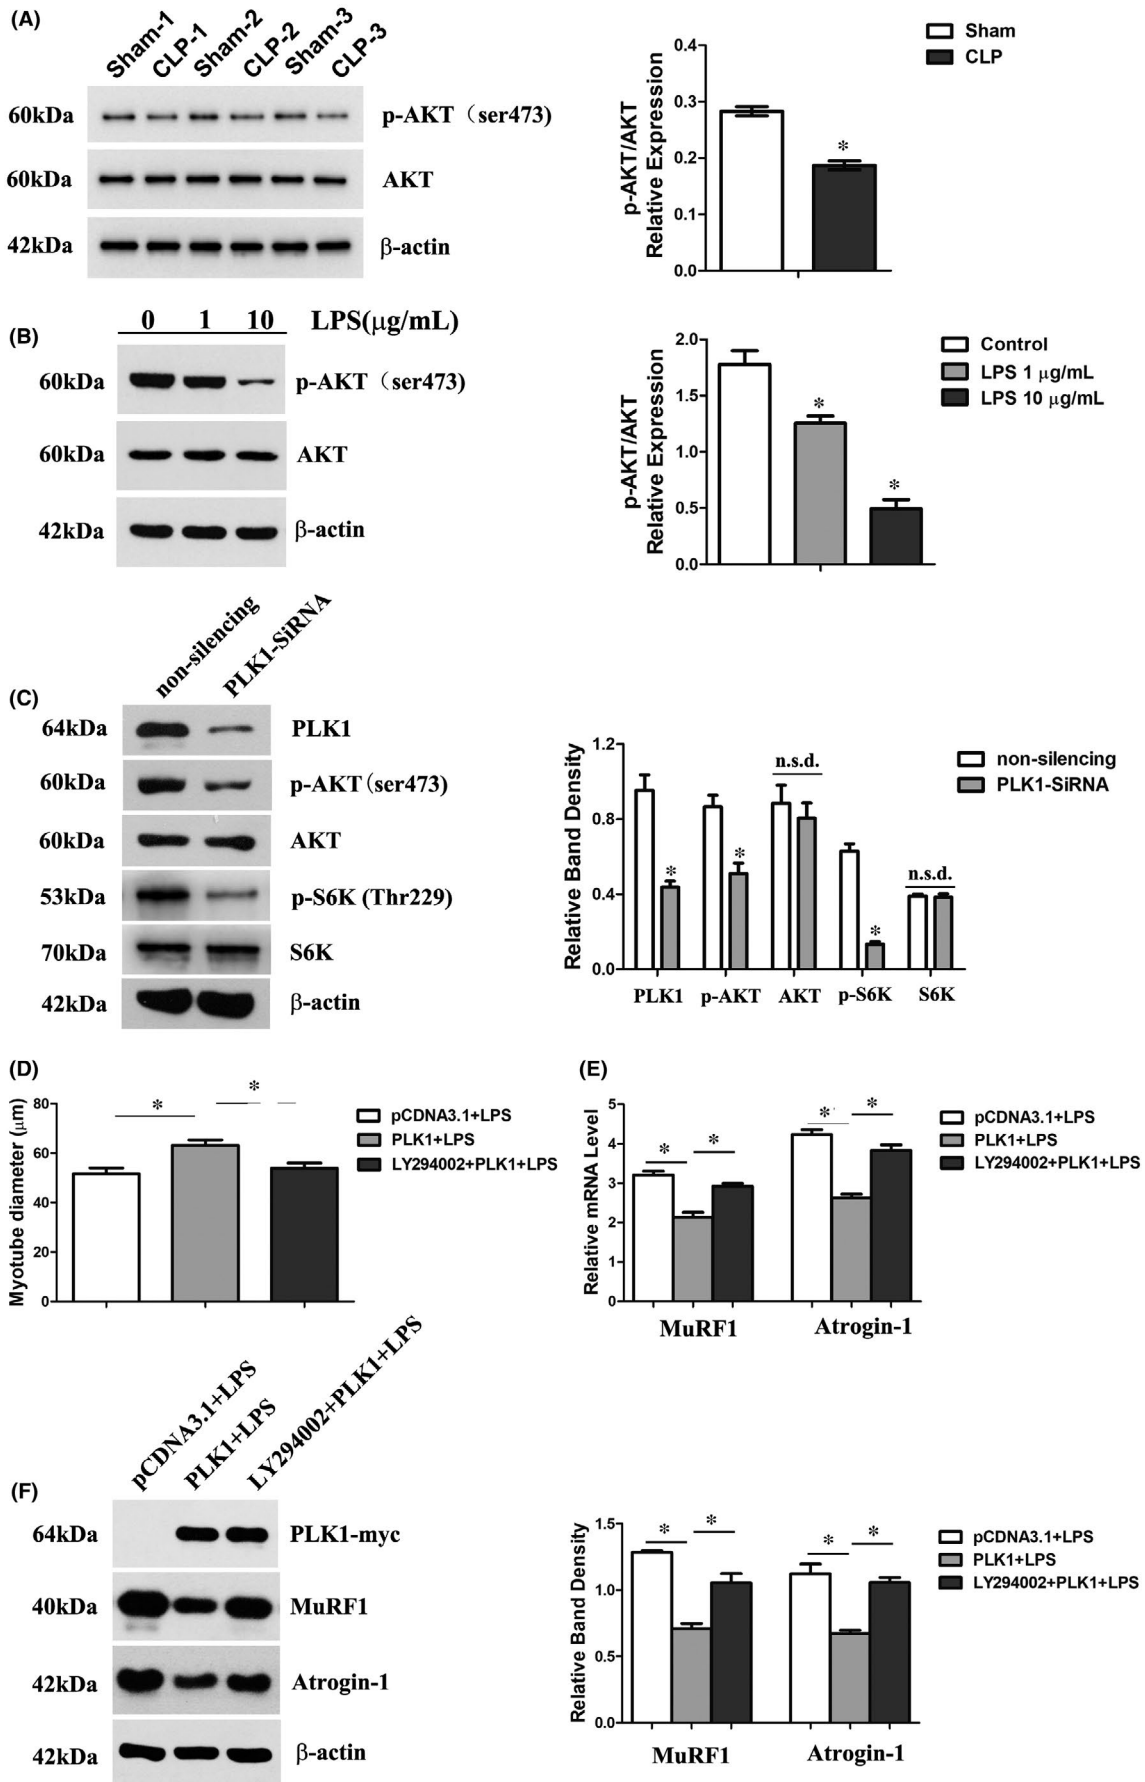 (A)
Sham-1 CLP-1 Sham-2 CLP-2 Sham-3 CLP-3
60kDa p-AKT（ser473)
60kDa AKT
42kDa β-actin
p-AKT/AKT
Relative Expression
0.4
0.3
0.2
0.1
0.0
*
Sham
CLP
(B)
0 1 10 LPS(μg/mL)
60kDa p-AKT（ser473)
60kDa AKT
42kDa β-actin
p-AKT/AKT
Relative Expression
2.0
1.5
1.0
0.5
0.0
* *
Control
LPS 1 μg/mL
LPS 10 μg/mL
(C)
non-silencing PLK1-SiRNA
64kDa PLK1
60kDa p-AKT(ser473)
60kDa AKT
53kDa p-S6K (Thr229)
70kDa S6K
42kDa β-actin
Relative Band Density
1.2
0.8
0.4
0.0
* * n.s.d. * n.s.d.
PLK1 p-AKT AKT p-S6K S6K
non-silencing
PLK1-SiRNA
(D)
Myotube diameter (μm)
80
60
40
20
0
* *
pCDNA3.1+LPS
PLK1+LPS
LY294002+PLK1+LPS
(E)
Relative mRNA Level
5
4
3
2
1
0
* * * *
MuRF1 Atrogin-1
pCDNA3.1+LPS
PLK1+LPS
LY294002+PLK1+LPS
(F)
pCDNA3.1+LPS PLK1+LPS LY294002+PLK1+LPS
64kDa PLK1-myc
40kDa MuRF1
42kDa Atrogin-1
42kDa β-actin
Relative Band Density
1.5
1.0
0.5
0.0
* * * *
MuRF1 Atrogin-1
pCDNA3.1+LPS
PLK1+LPS
LY294002+PLK1+LPS